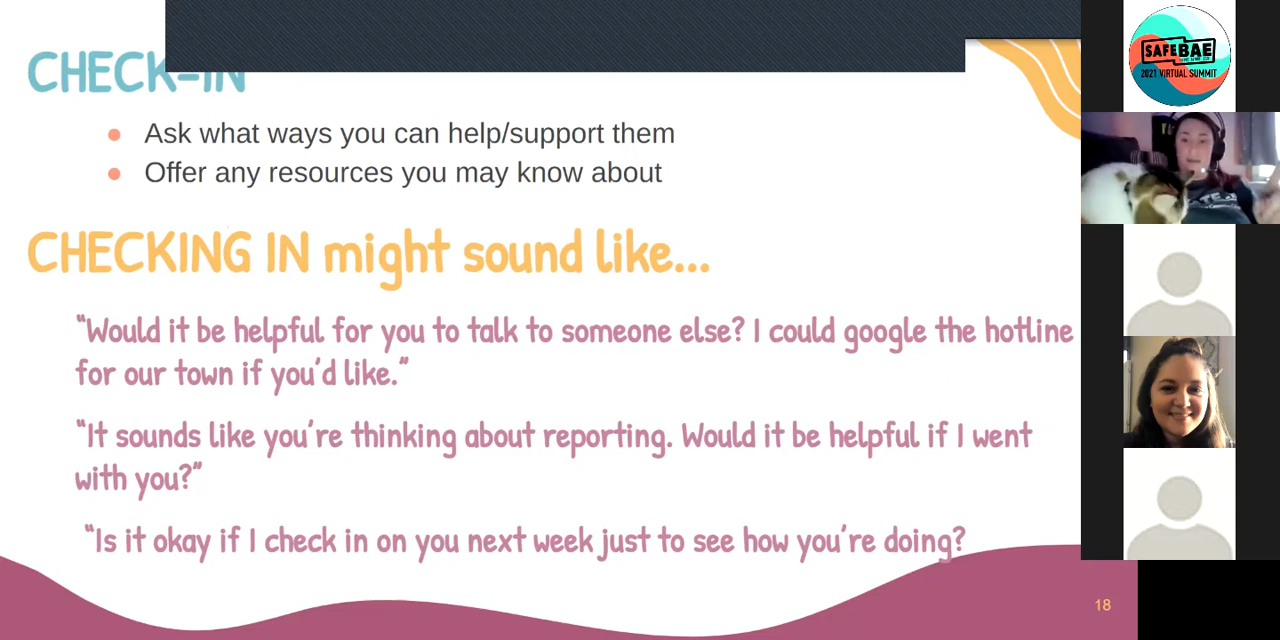 CHECK-IN
Ask what ways you can help/support them
Offer any resources you may know about
CHECKING IN might sound like...
“Would it be helpful for you to talk to someone else? I could google the hotline
for our town if you’d like.”
“It sounds like you’re thinking about reporting. Would it be helpful if I went
with you?”
“Is it okay if I check in on you next week just to see how you’re doing?
18
SAFEBAE
2021 VIRTUAL SUMMIT